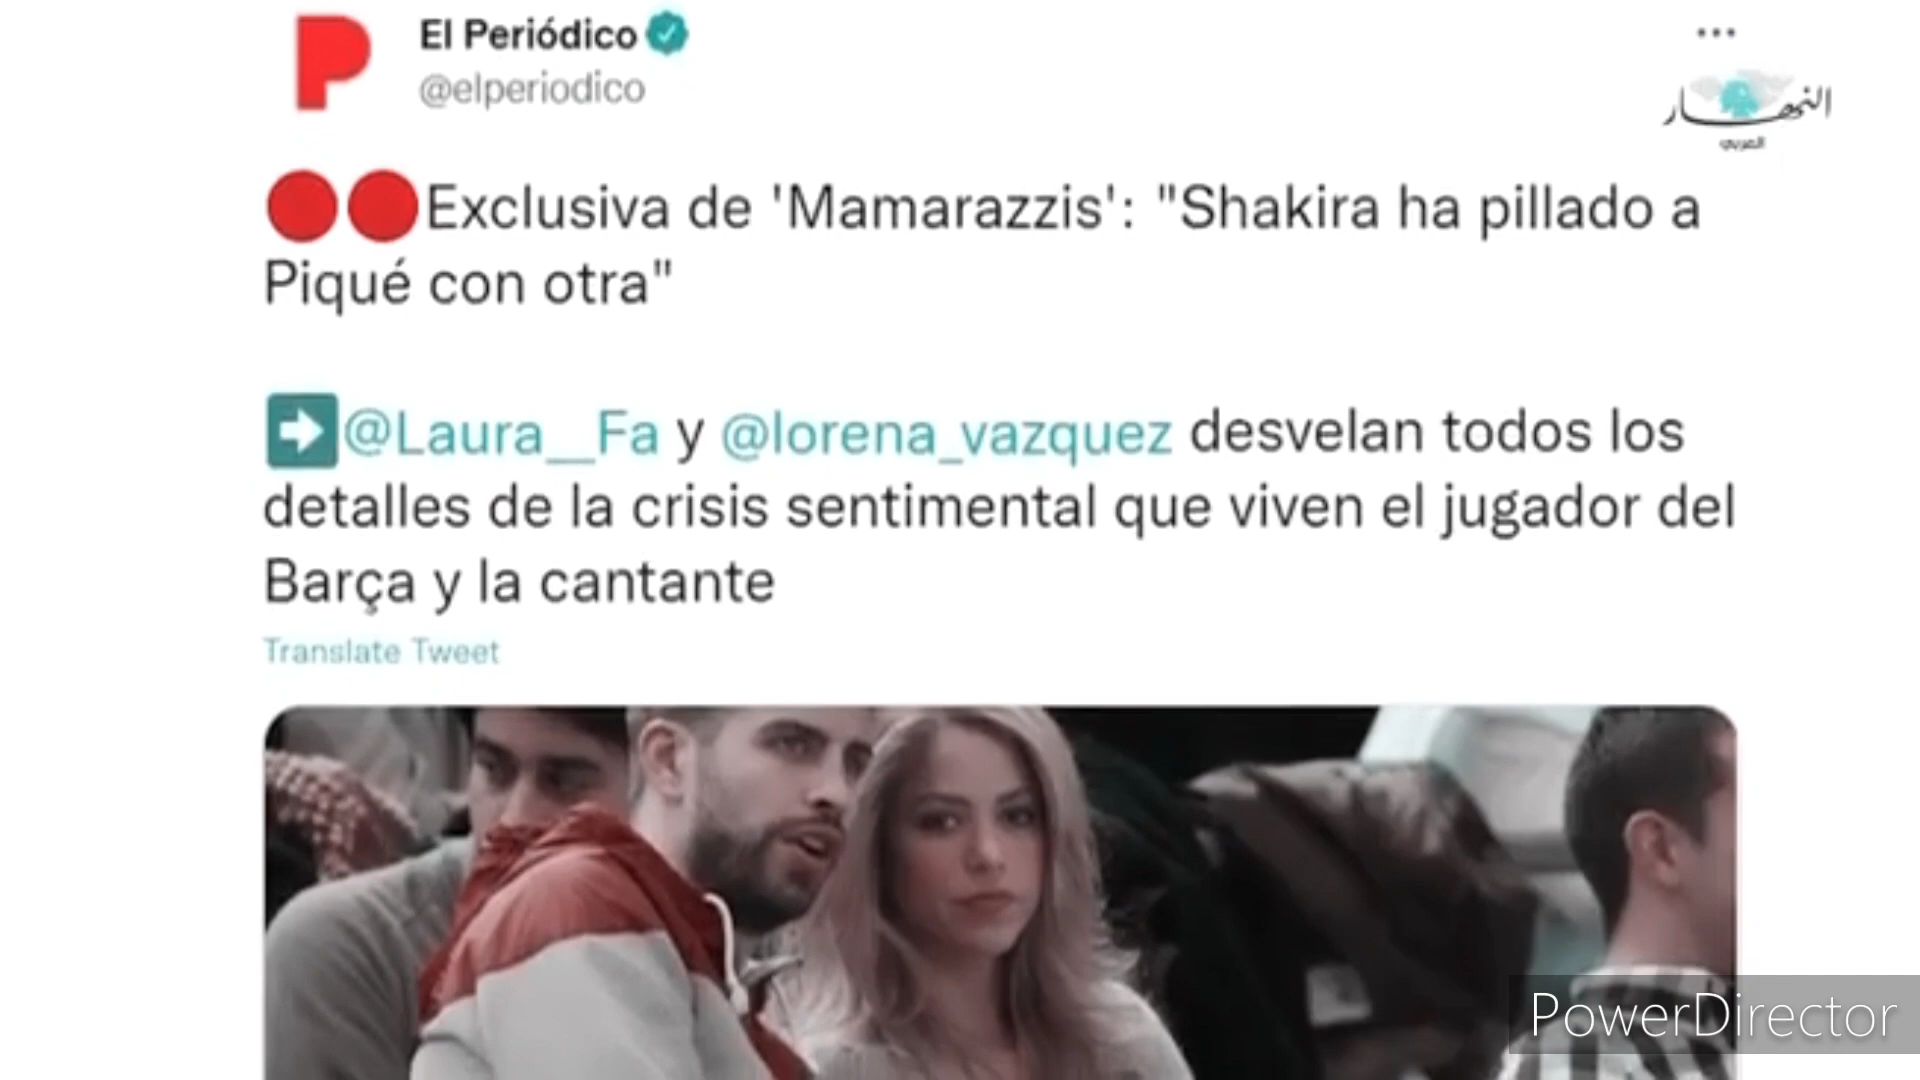 El Periódico
@elperiodico
النهار
العربي
Exclusiva de 'Mamarazzis': "Shakira ha pillado a
Piqué con otra"
@Laura__Fa y @lorena_vazquez desvelan todos los
detalles de la crisis sentimental que viven el jugador del
Barça y la cantante
Translate Tweet
PowerDirector